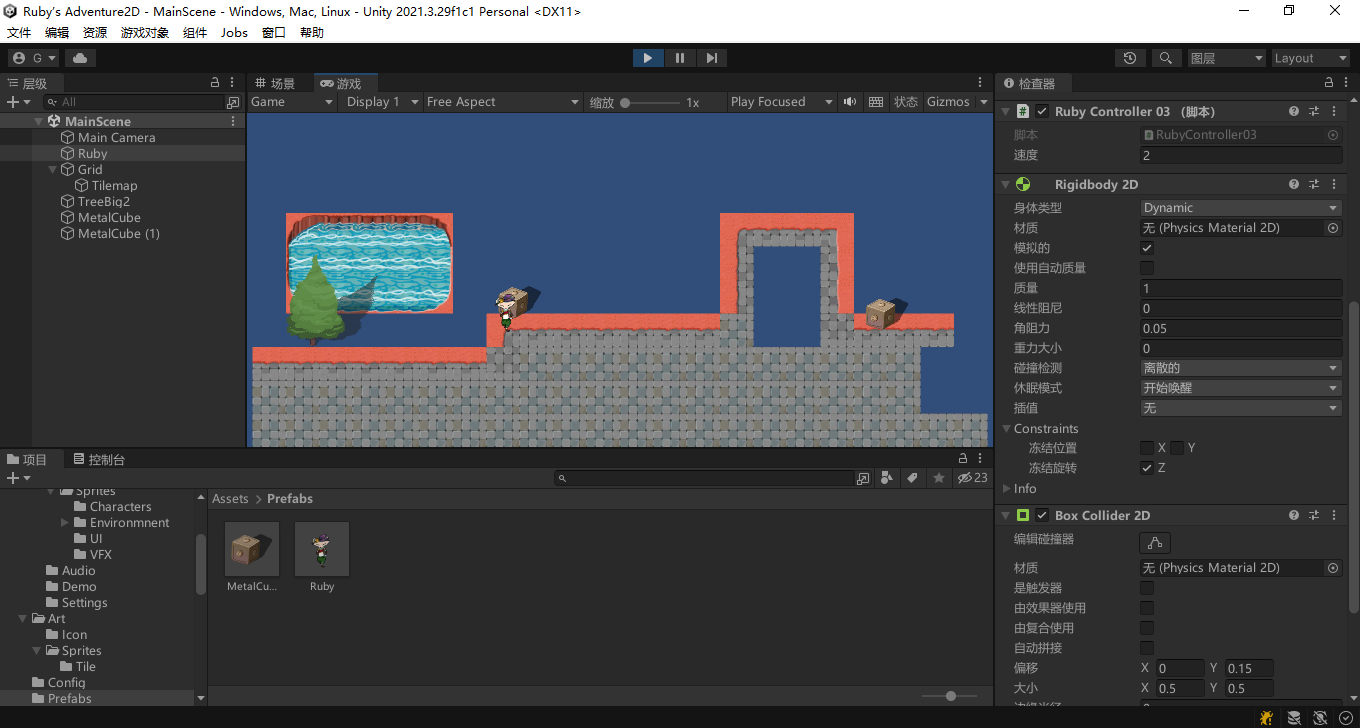 Ruby's Adventure2D - MainScene - Windows, Mac, Linux - Unity 2021.3.29f1c1 Personal <DX11>
文件 编辑 资源 游戏对象 组件 Jobs 窗口 帮助
G 图层 Layout
层级
All
MainScene
Main Camera
Ruby
Grid
Tilemap
TreeBig2
MetalCube
MetalCube (1)
场景 游戏
Game Display 1 Free Aspect 缩放 1x Play Focused 状态 Gizmos
检查器
Ruby Controller 03 (脚本)
脚本 RubyController03
速度 2
Rigidbody 2D
身体类型 Dynamic
材质 无 (Physics Material 2D)
模拟的
使用自动质量
质量 1
线性阻尼 0
角阻力 0.05
重力大小 0
碰撞检测 离散的
休眠模式 开始唤醒
插值 无
Constraints
冻结位置 X Y
冻结旋转 Z
Info
Box Collider 2D
编辑碰撞器
材质 无 (Physics Material 2D)
是触发器
由效果器使用
由复合使用
自动拼接
偏移 X 0 Y 0.15
大小 X 0.5 Y 0.5
项目 控制台
23
Sprites
Characters
Environmnent
UI
VFX
Audio
Demo
Settings
Art
Icon
Sprites
Tile
Config
Prefabs
Assets > Prefabs
MetalCu... Ruby